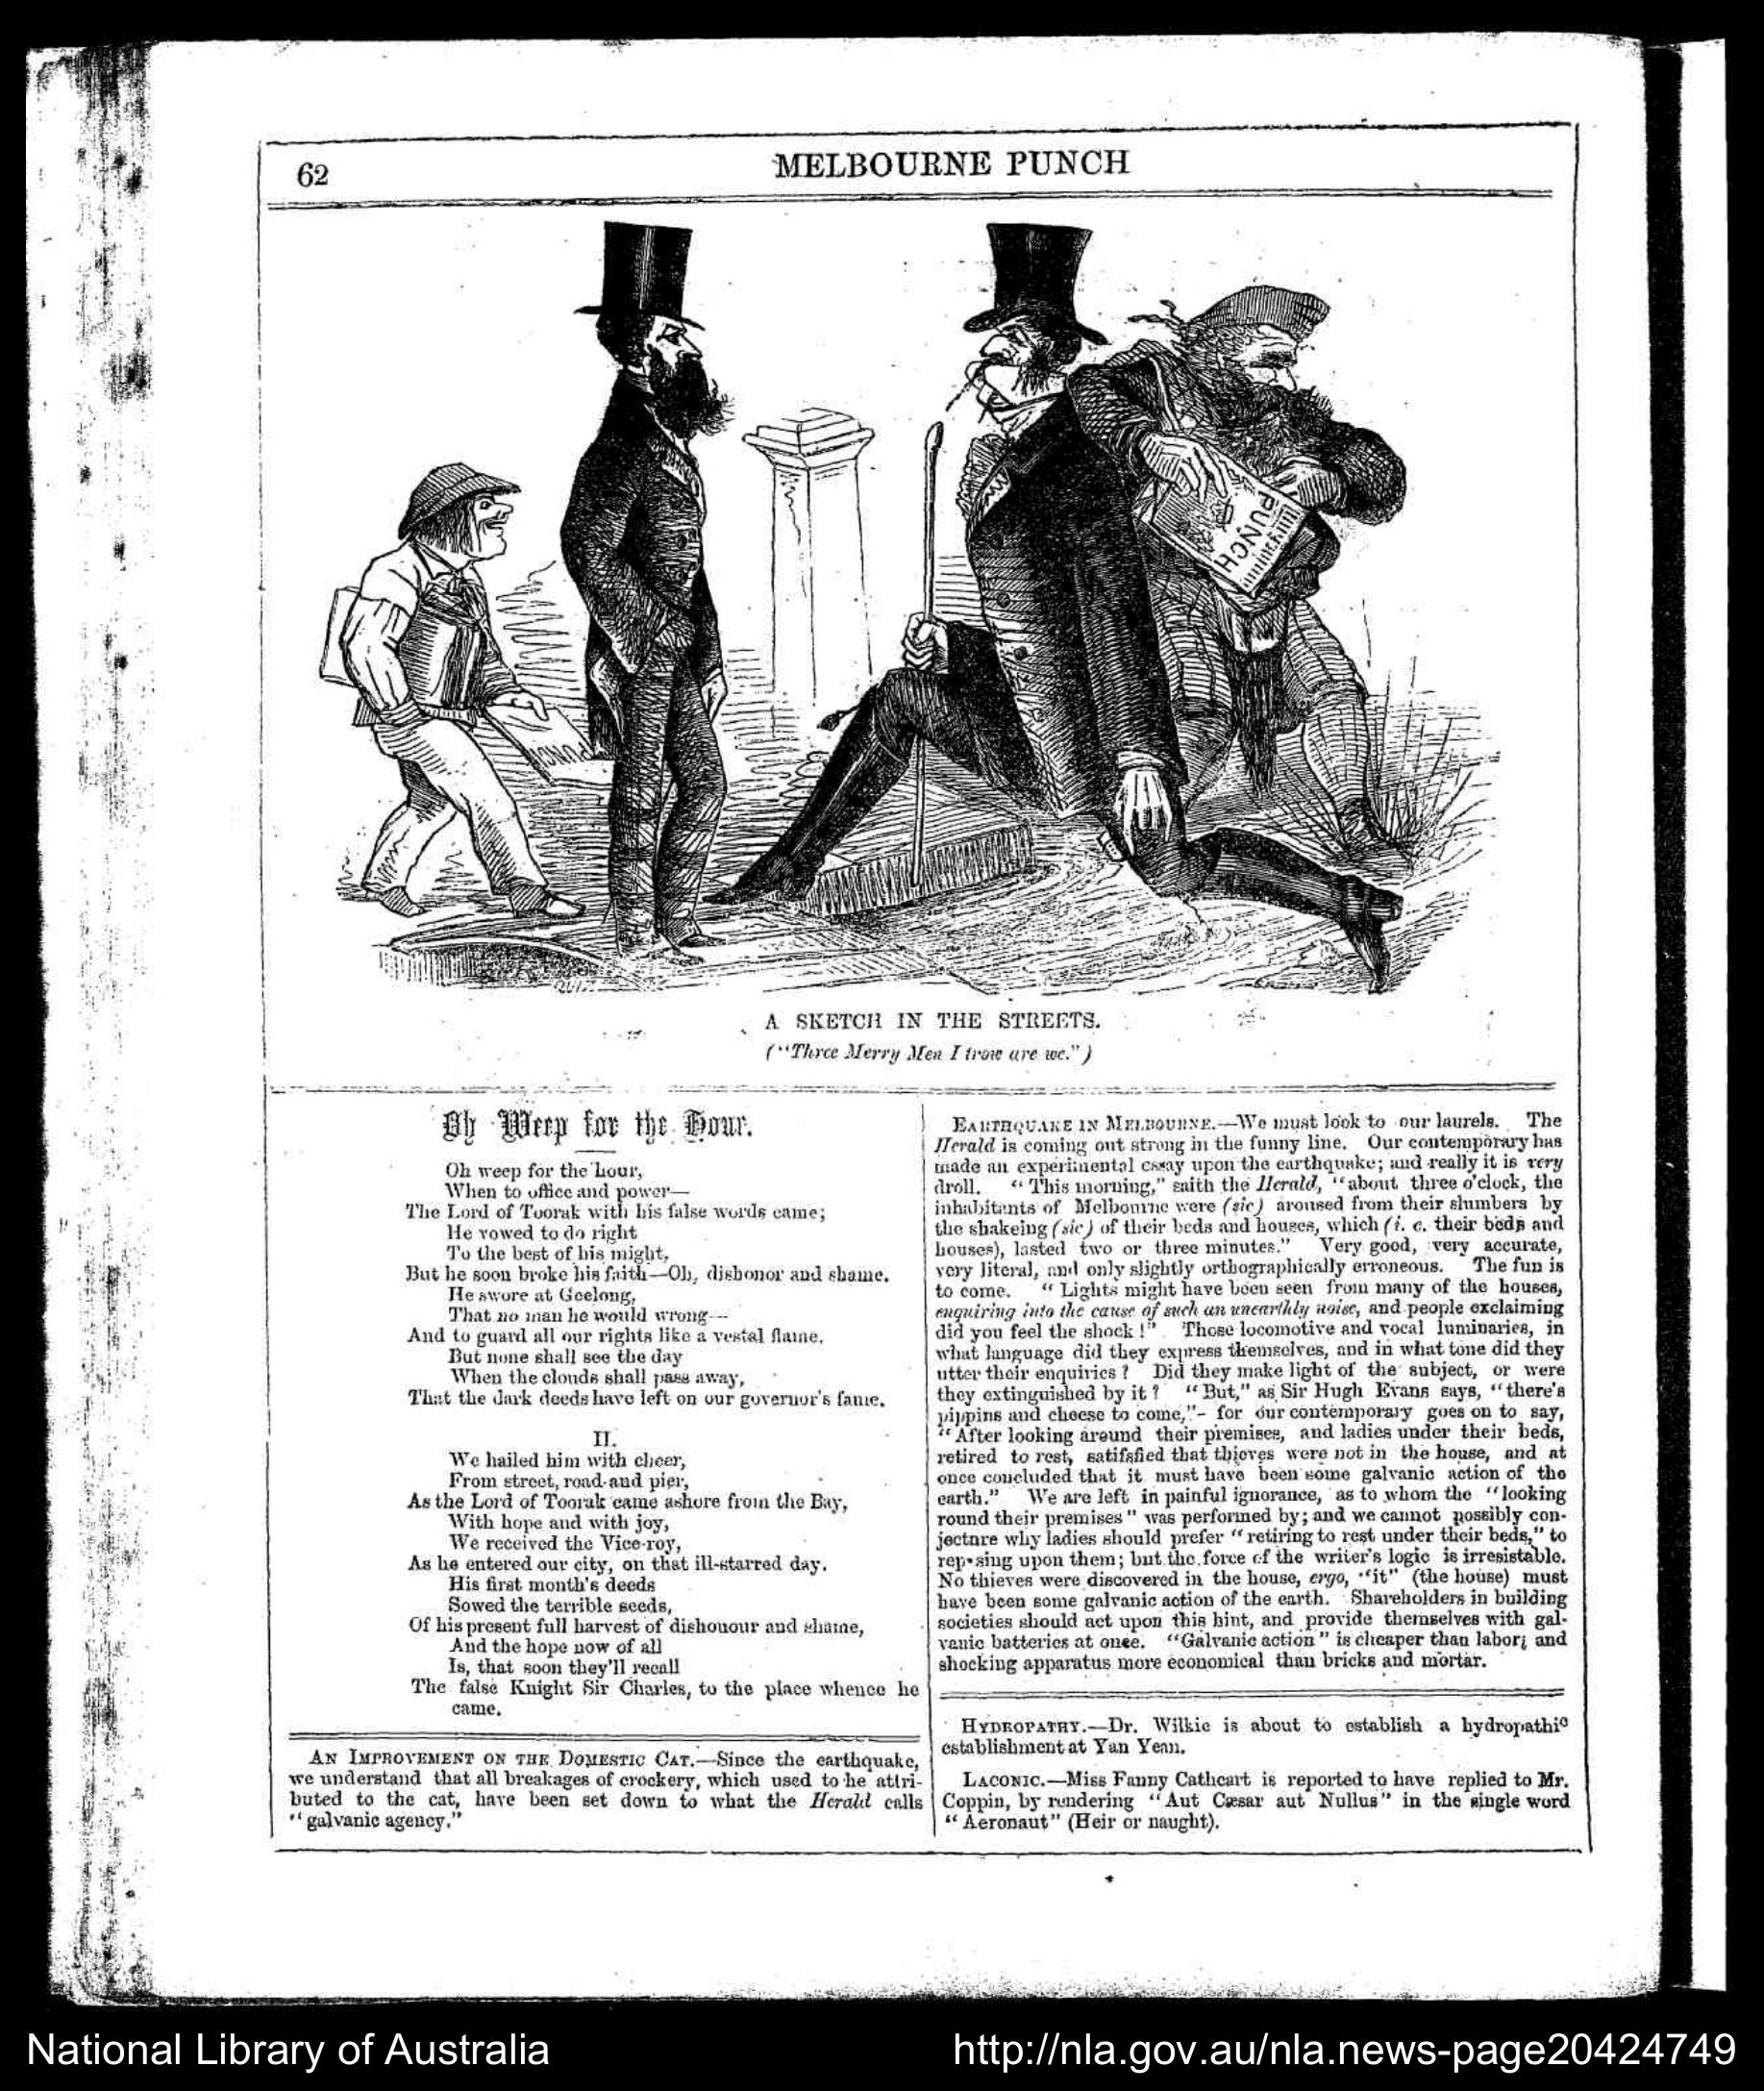 62
MELBOURNE PUNCH
PUNCH
PUNCH
A SKETCH IN THE STREETS.
("Three Merry Men I trow are we.")
Oh Weep for the Hour.
Oh weep for the hour,
When to office and power—
The Lord of Toorak with his false words came;
He vowed to do right
To the best of his might,
But he soon broke his faith—Oh, dishonor and shame.
He swore at Geelong,
That no man he would wrong—
And to guard all our rights like a vestal flame.
But none shall see the day
When the clouds shall pass away,
That the dark deeds have left on our governor's fame.
II.
We hailed him with cheer,
From street, road-and pier,
As the Lord of Toorak came ashore from the Bay,
With hope and with joy,
We received the Vice-roy,
As he entered our city, on that ill-starred day.
His first month's deeds
Sowed the terrible seeds,
Of his present full harvest of dishonour and shame,
And the hope now of all
Is, that soon they'll recall
The false Knight Sir Charles, to the place whence he
came.
AN IMPROVEMENT ON THE DOMESTIC CAT.—Since the earthquake,
we understand that all breakages of crockery, which used to be attri-
buted to the cat, have been set down to what the Herald calls
"galvanic agency."
EARTHQUAKE IN MELBOURNE.—We must look to our laurels. The
Herald is coming out strong in the funny line. Our contemporary has
made an experimental essay upon the earthquake; and really it is very
droll. "This morning," saith the Herald, "about three o'clock, the
inhabitants of Melbourne were (sic) aroused from their slumbers by
the shakeing (sic) of their beds and houses, which (i. e. their beds and
houses), lasted two or three minutes." Very good, very accurate,
very literal, and only slightly orthographically erroneous. The fun is
to come. "Lights might have been seen from many of the houses,
enquiring into the cause of such an unearthly noise, and people exclaiming
did you feel the shock!" Those locomotive and vocal luminaries, in
what language did they express themselves, and in what tone did they
utter their enquiries? Did they make light of the subject, or were
they extinguished by it? "But," as Sir Hugh Evans says, "there's
pippins and cheese to come,"- for our contemporary goes on to say,
"After looking around their premises, and ladies under their beds,
retired to rest, satifsfied that thieves were not in the house, and at
once concluded that it must have been some galvanic action of the
earth." We are left in painful ignorance, as to whom the "looking
round their premises" was performed by; and we cannot possibly con-
jecture why ladies should prefer "retiring to rest under their beds," to
reposing upon them; but the force of the writer's logic is irresistable.
No thieves were discovered in the house, ergo, "it" (the house) must
have been some galvanic action of the earth. Shareholders in building
societies should act upon this hint, and provide themselves with gal-
vanic batteries at once. "Galvanic action" is cheaper than labor; and
shocking apparatus more economical than bricks and mortar.
HYDROPATHY.—Dr. Wilkie is about to establish a hydropathic
establishment at Yan Yean.
LACONIC.—Miss Fanny Cathcart is reported to have replied to Mr.
Coppin, by rendering "Aut Cæsar aut Nullus" in the single word
"Aeronaut" (Heir or naught).
National Library of Australia
http://nla.gov.au/nla.news-page20424749